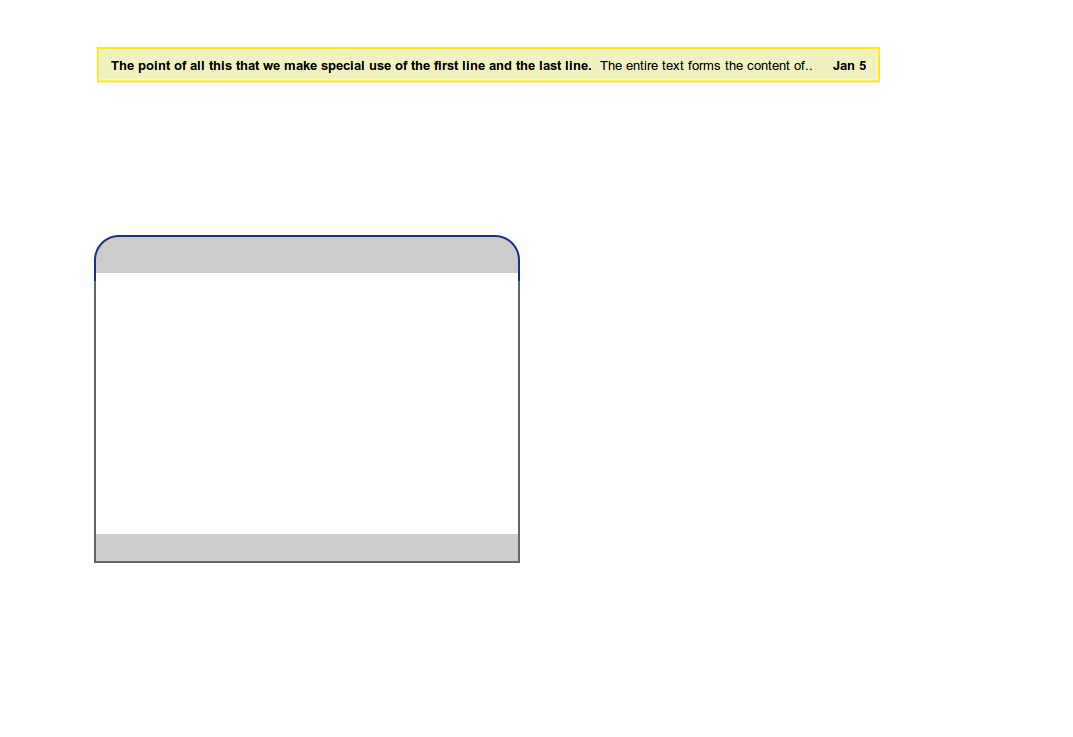 The point of all this that we make special use of the first line and the last line. The entire text forms the content of.. Jan 5